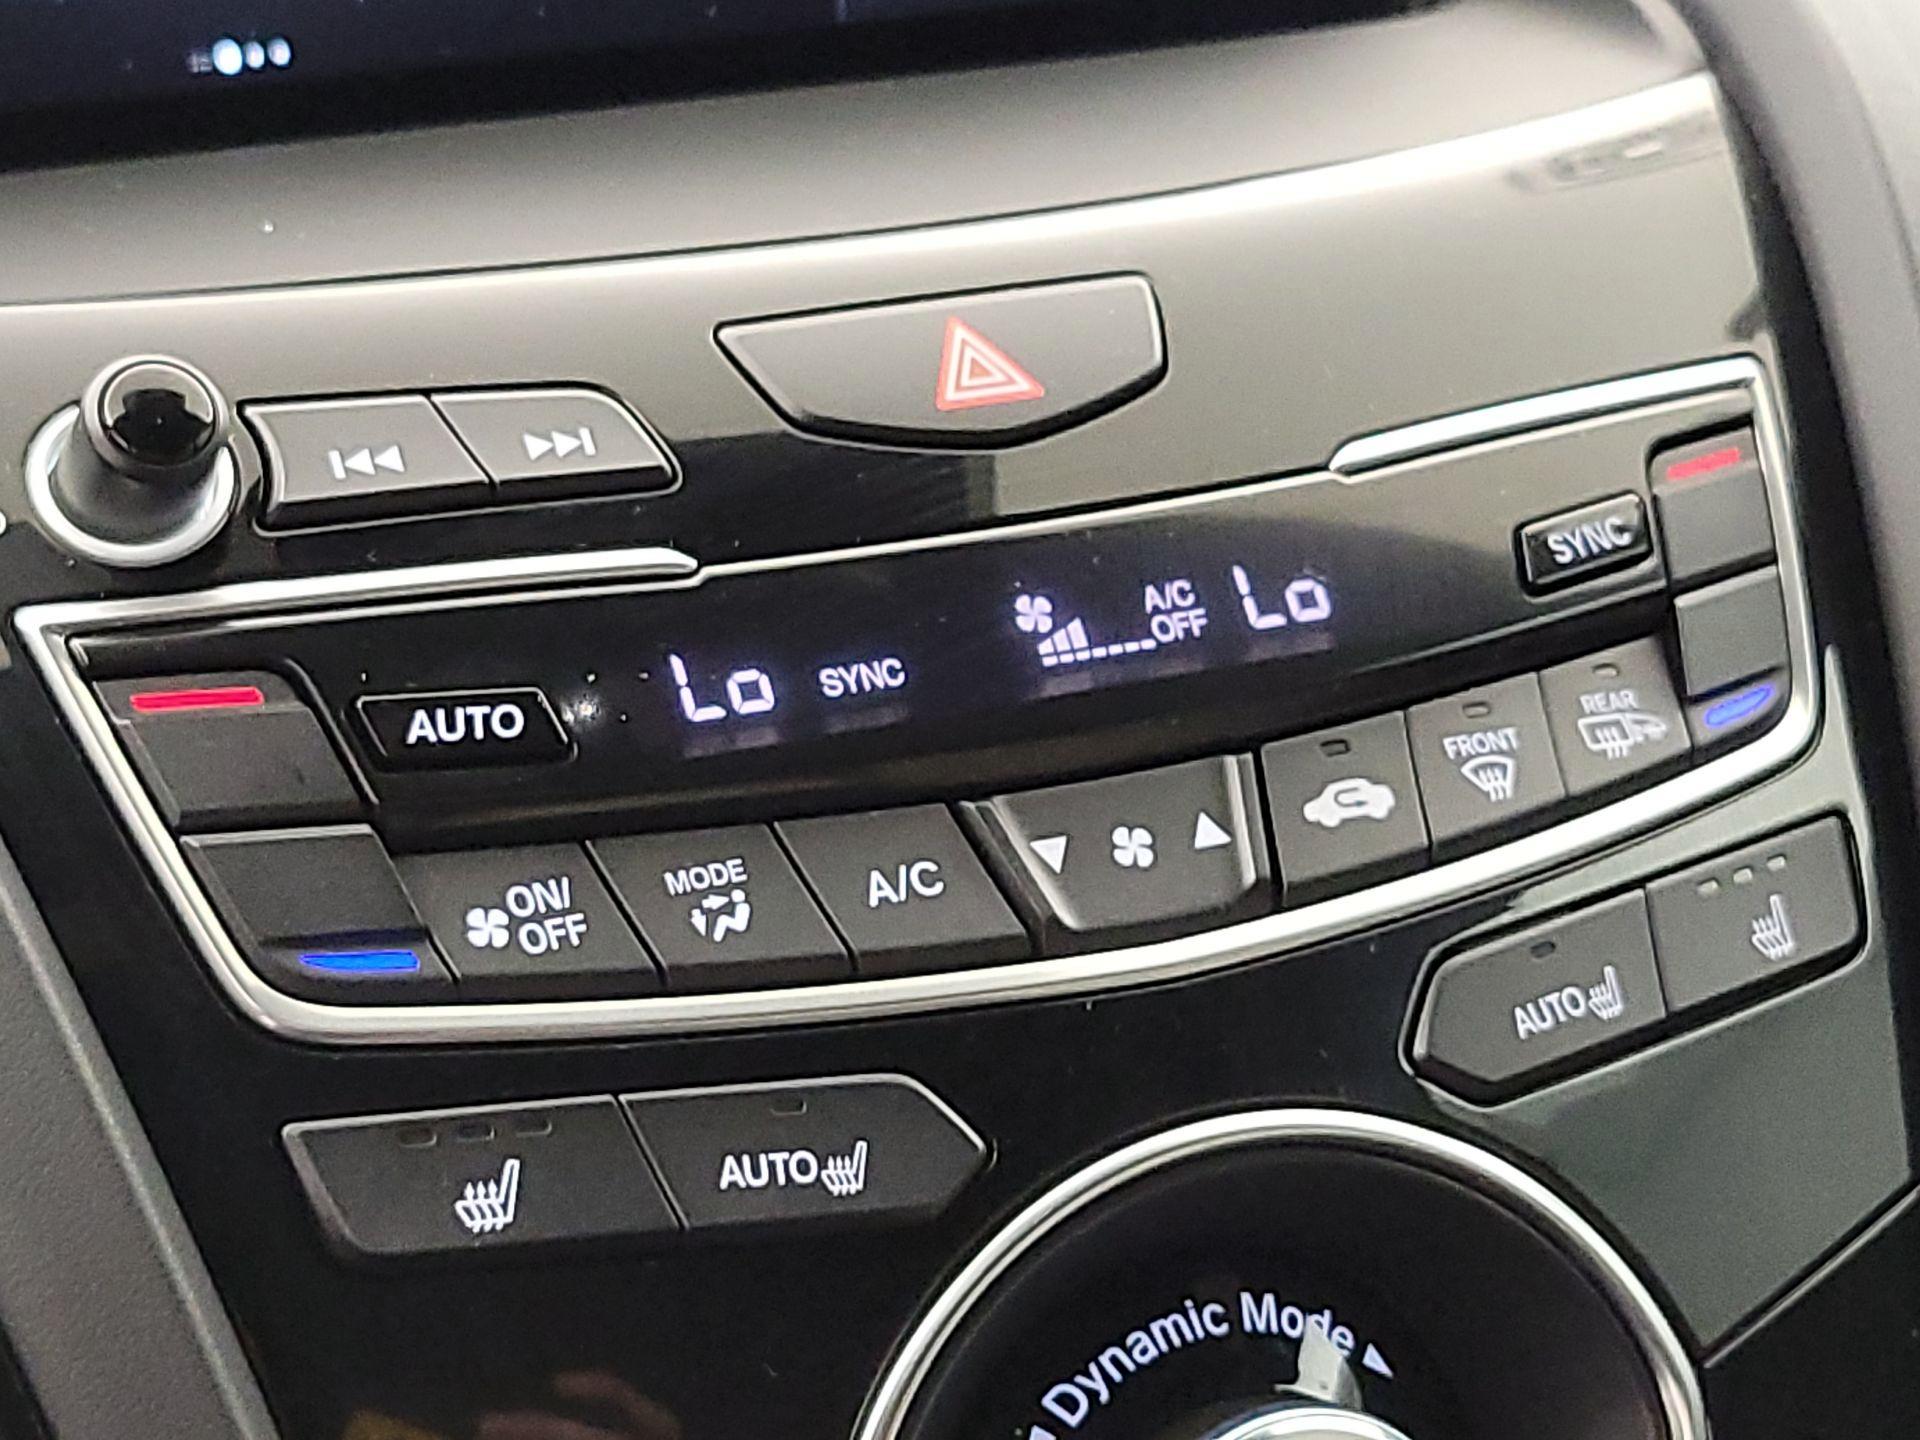 SYNC
A/C
OFF
Lo
AUTO
Lo
SYNC
REAR
FRONT
ON/
OFF
MODE
A/C
AUTO
AUTO
Dynamic Mode